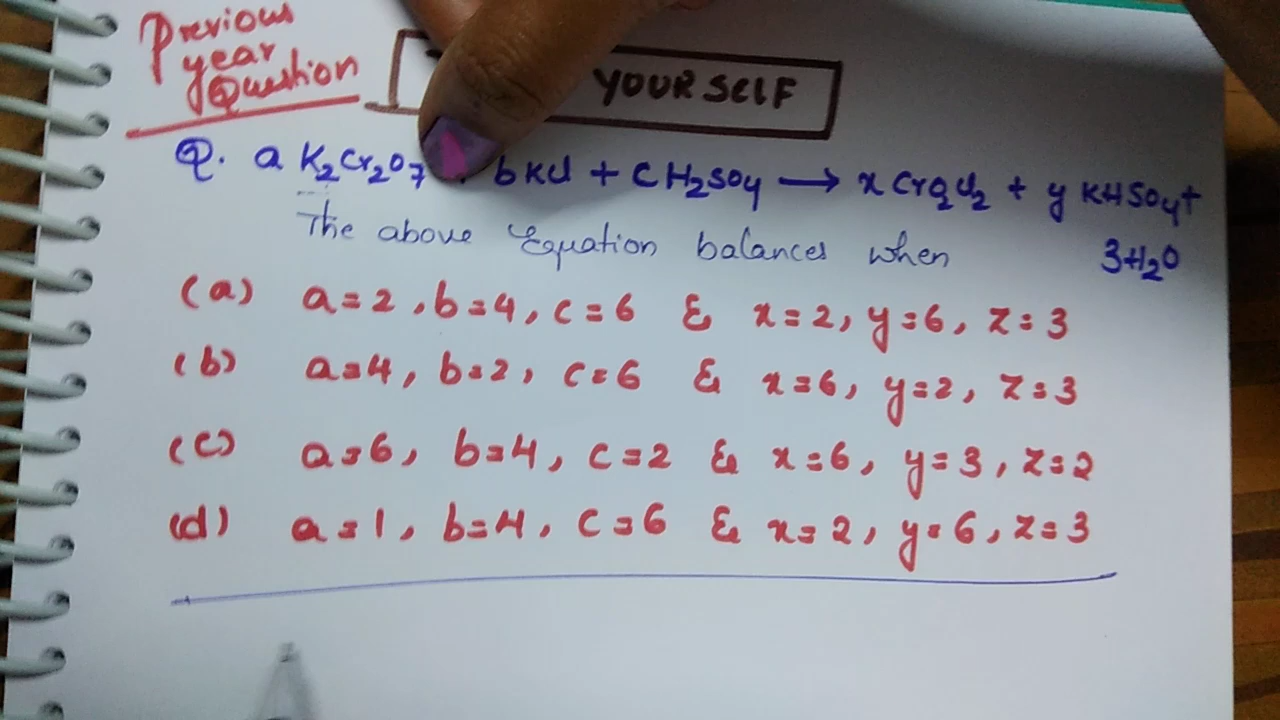 Previous
year
Question
YOURSELF
Q. a K₂Cr₂O₇ + b KCl + C H₂SO₄ ⟶ x CrO₂Cl₂ + y KHSO₄ +
3H₂O
The above Equation balances when
(a) a=2, b=4, c=6 & x=2, y=6, z=3
(b) a=4, b=2, c=6 & x=6, y=2, z=3
(c) a=6, b=4, c=2 & x=6, y=3, z=2
(d) a=1, b=4, c=6 & x=2, y=6, z=3